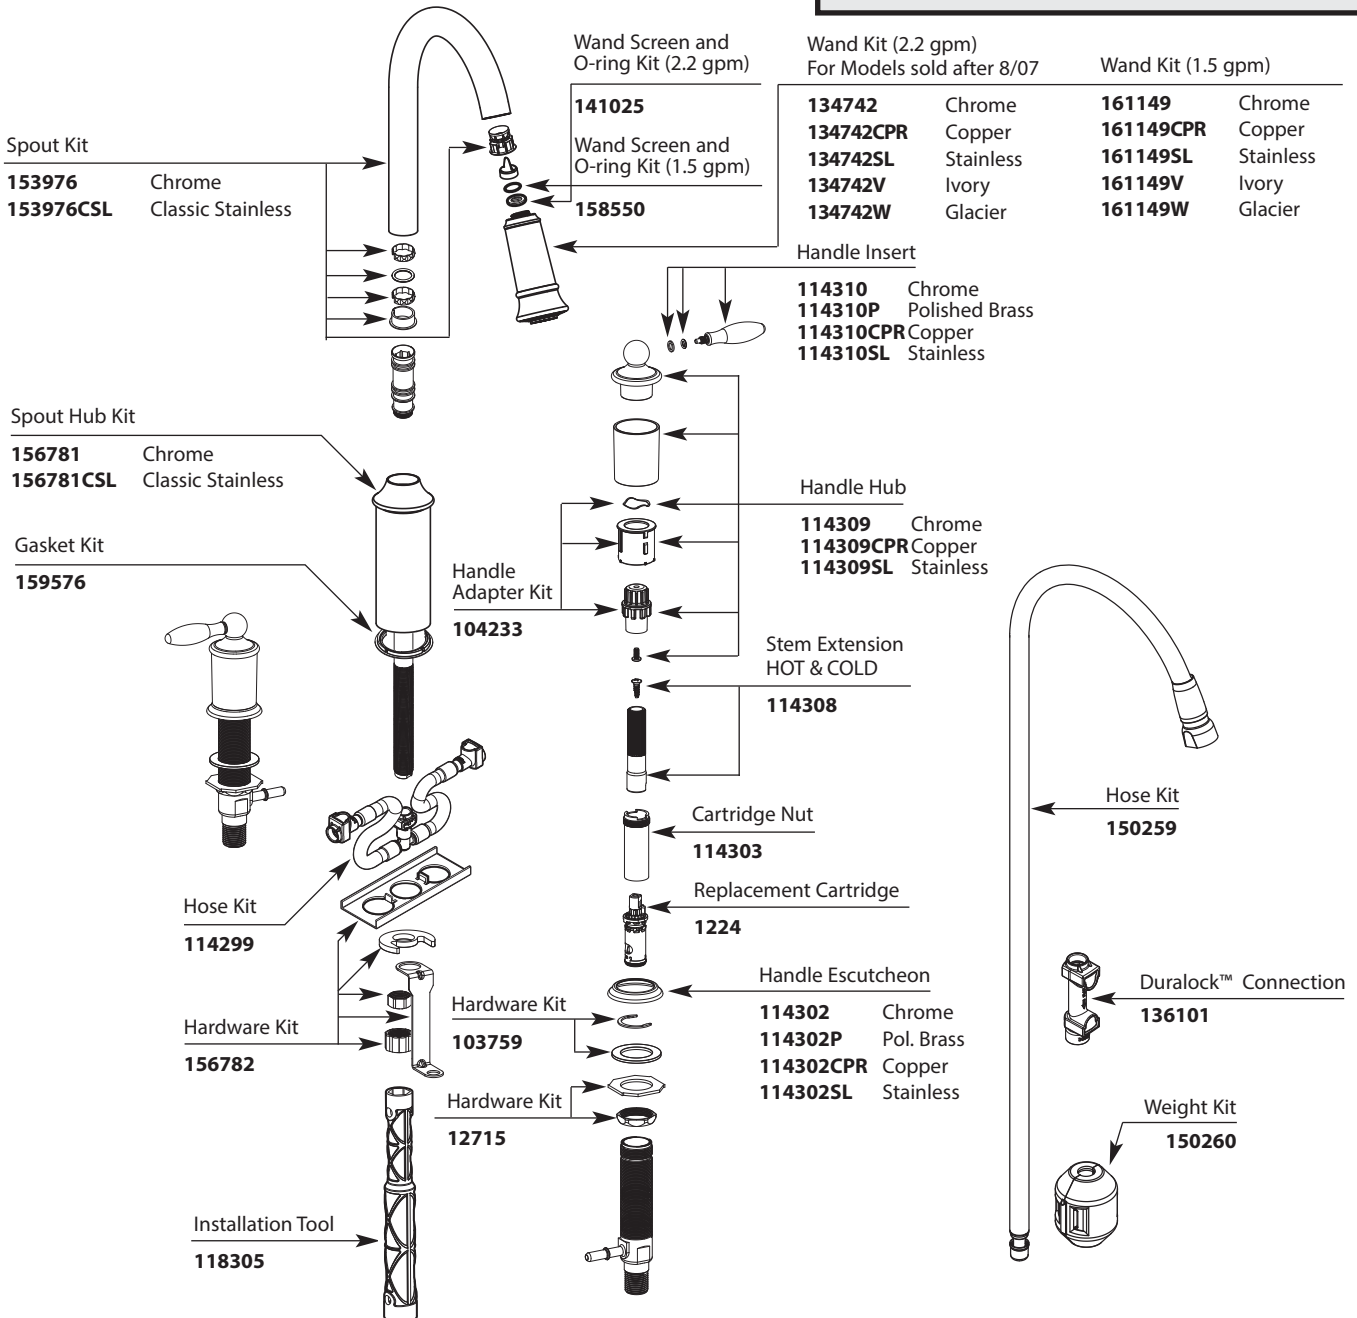 Wand Screen and
O-ring Kit (2.2 gpm)
141025
Wand Screen and
O-ring Kit (1.5 gpm)
158550
Wand Kit (2.2 gpm)
For Models sold after 8/07
134742 Chrome
134742CPR Copper
134742SL Stainless
134742V Ivory
134742W Glacier
Wand Kit (1.5 gpm)
161149 Chrome
161149CPR Copper
161149SL Stainless
161149V Ivory
161149W Glacier
Spout Kit
153976 Chrome
153976CSL Classic Stainless
Handle Insert
114310 Chrome
114310P Polished Brass
114310CPR Copper
114310SL Stainless
Spout Hub Kit
156781 Chrome
156781CSL Classic Stainless
Handle Hub
114309 Chrome
114309CPR Copper
114309SL Stainless
Gasket Kit
159576
Handle
Adapter Kit
104233
Stem Extension
HOT & COLD
114308
Hose Kit
150259
Cartridge Nut
114303
Replacement Cartridge
1224
Hose Kit
114299
Handle Escutcheon
114302 Chrome
114302P Pol. Brass
114302CPR Copper
114302SL Stainless
Duralock™ Connection
136101
Hardware Kit
103759
Hardware Kit
156782
Hardware Kit
12715
Weight Kit
150260
Installation Tool
118305